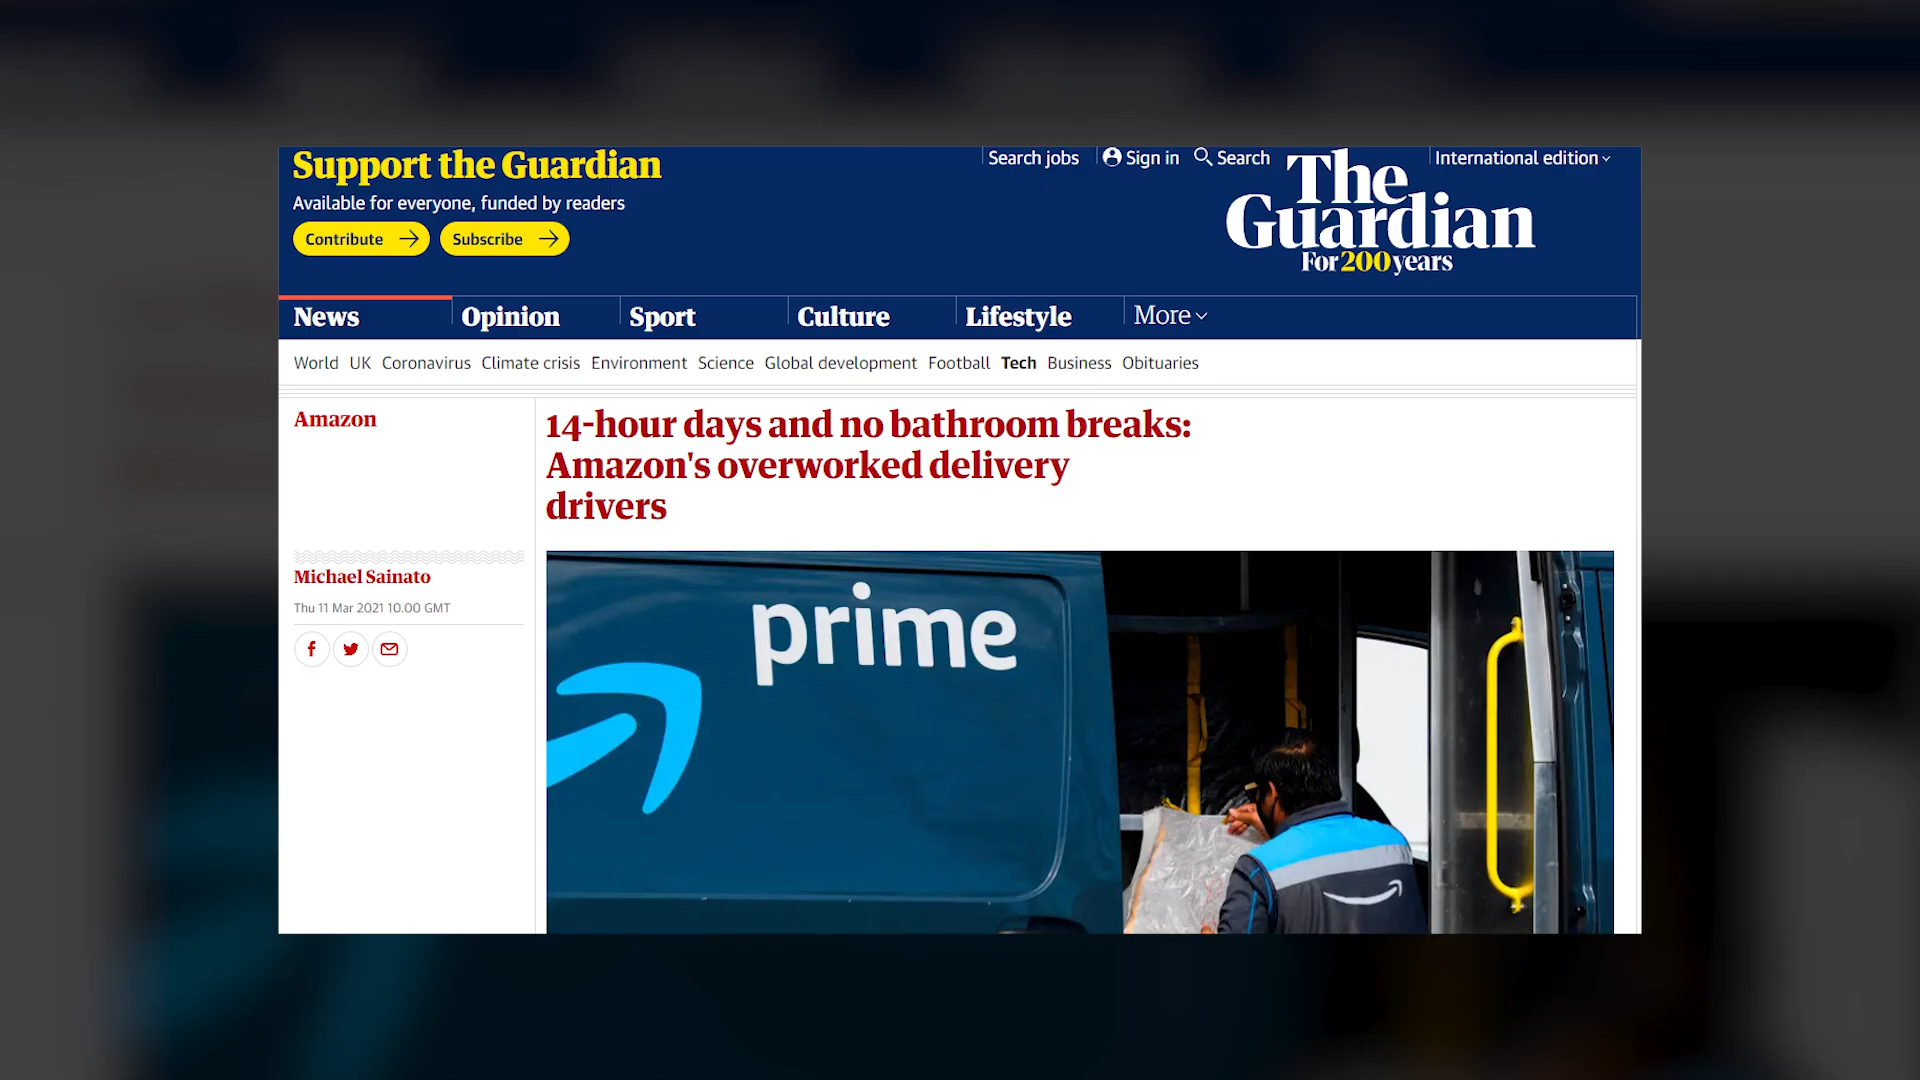 Support the Guardian
Available for everyone, funded by readers
Contribute
Subscribe
Search jobs
Sign in
Search
International edition
The
Guardian
For 200 years
News
Opinion
Sport
Culture
Lifestyle
More
World UK Coronavirus Climate crisis Environment Science Global development Football Tech Business Obituaries
Amazon
14-hour days and no bathroom breaks:
Amazon's overworked delivery
drivers
Michael Sainato
Thu 11 Mar 2021 10.00 GMT
prime